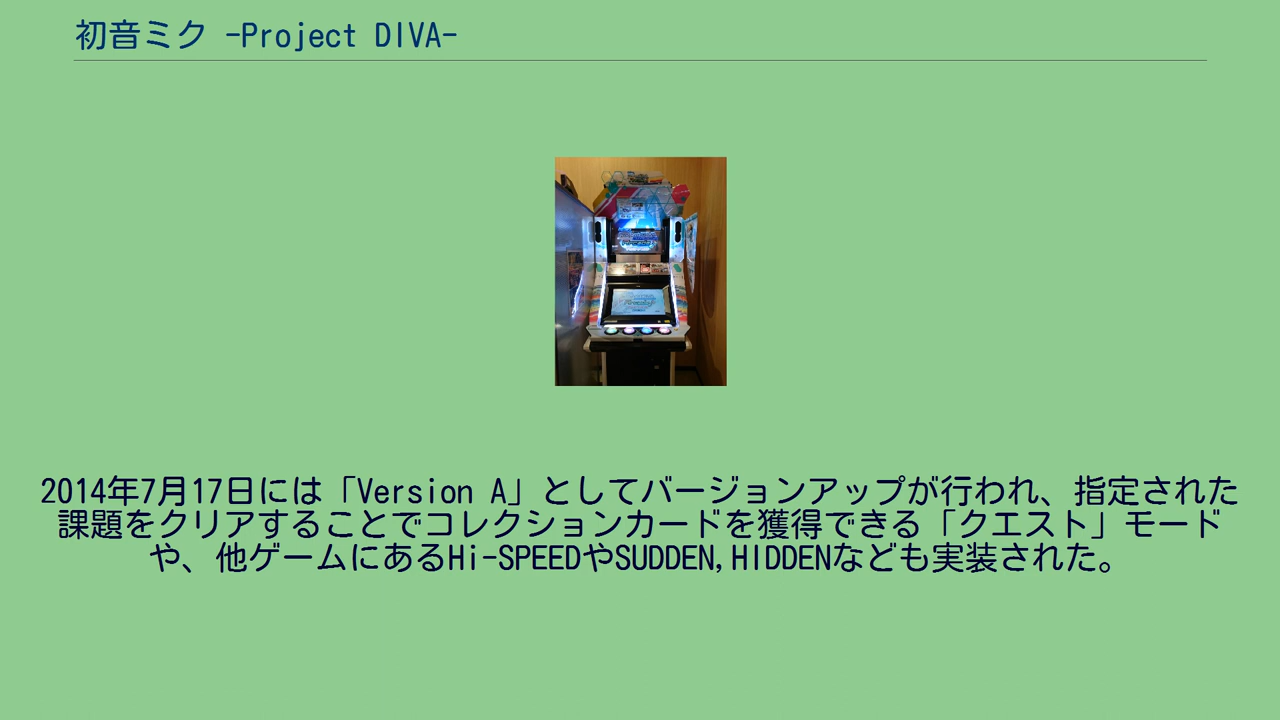 初音ミク -Project DIVA-
2014年7月17日には「Version A」としてバージョンアップが行われ、指定された
課題をクリアすることでコレクションカードを獲得できる「クエスト」モード
や、他ゲームにあるHi-SPEEDやSUDDEN,HIDDENなども実装された。